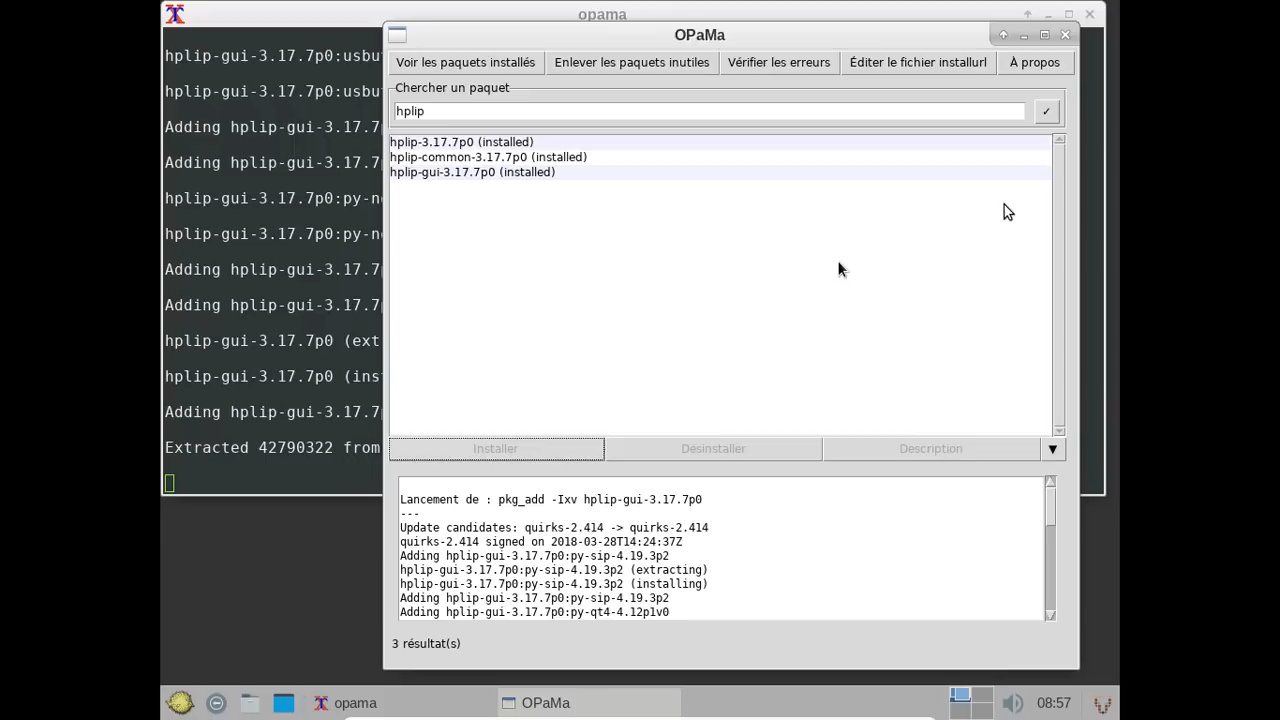 opama
hplip-gui-3.17.7p0:usbu
hplip-gui-3.17.7p0:usbu
Adding hplip-gui-3.17.7
Adding hplip-gui-3.17.7
hplip-gui-3.17.7p0:py-n
hplip-gui-3.17.7p0:py-n
Adding hplip-gui-3.17.7
Adding hplip-gui-3.17.7
hplip-gui-3.17.7p0 (ext
hplip-gui-3.17.7p0 (ins
Adding hplip-gui-3.17.7
Extracted 42790322 from
OPaMa
Voir les paquets installés
Enlever les paquets inutiles
Vérifier les erreurs
Éditer le fichier installurl
À propos
Chercher un paquet
hplip
✓
hplip-3.17.7p0 (installed)
hplip-common-3.17.7p0 (installed)
hplip-gui-3.17.7p0 (installed)
Installer
Désinstaller
Description
Lancement de : pkg_add -Ixv hplip-gui-3.17.7p0
---
Update candidates: quirks-2.414 -> quirks-2.414
quirks-2.414 signed on 2018-03-28T14:24:37Z
Adding hplip-gui-3.17.7p0:py-sip-4.19.3p2
hplip-gui-3.17.7p0:py-sip-4.19.3p2 (extracting)
hplip-gui-3.17.7p0:py-sip-4.19.3p2 (installing)
Adding hplip-gui-3.17.7p0:py-sip-4.19.3p2
Adding hplip-gui-3.17.7p0:py-qt4-4.12p1v0
3 résultat(s)
opama
OPaMa
08:57